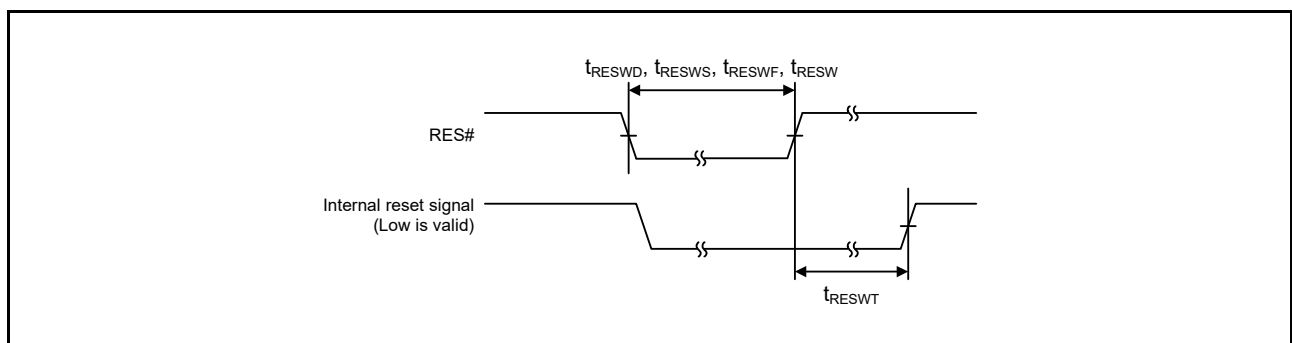 tRESWD, tRESWS, tRESWF, tRESW
RES#
Internal reset signal
(Low is valid)
tRESWT